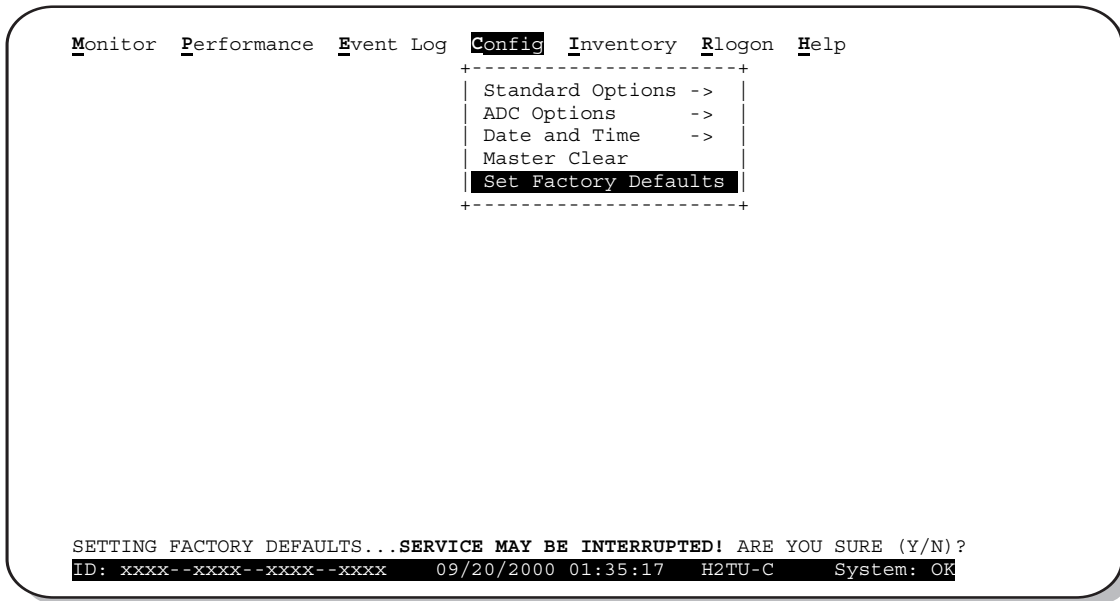 Monitor Performance Event Log Config Inventory Rlogon Help
+----------------------+
| Standard Options -> |
| ADC Options -> |
| Date and Time -> |
| Master Clear |
| Set Factory Defaults |
+----------------------+
SETTING FACTORY DEFAULTS...SERVICE MAY BE INTERRUPTED! ARE YOU SURE (Y/N)?
ID: xxxx--xxxx--xxxx--xxxx 09/20/2000 01:35:17 H2TU-C System: OK